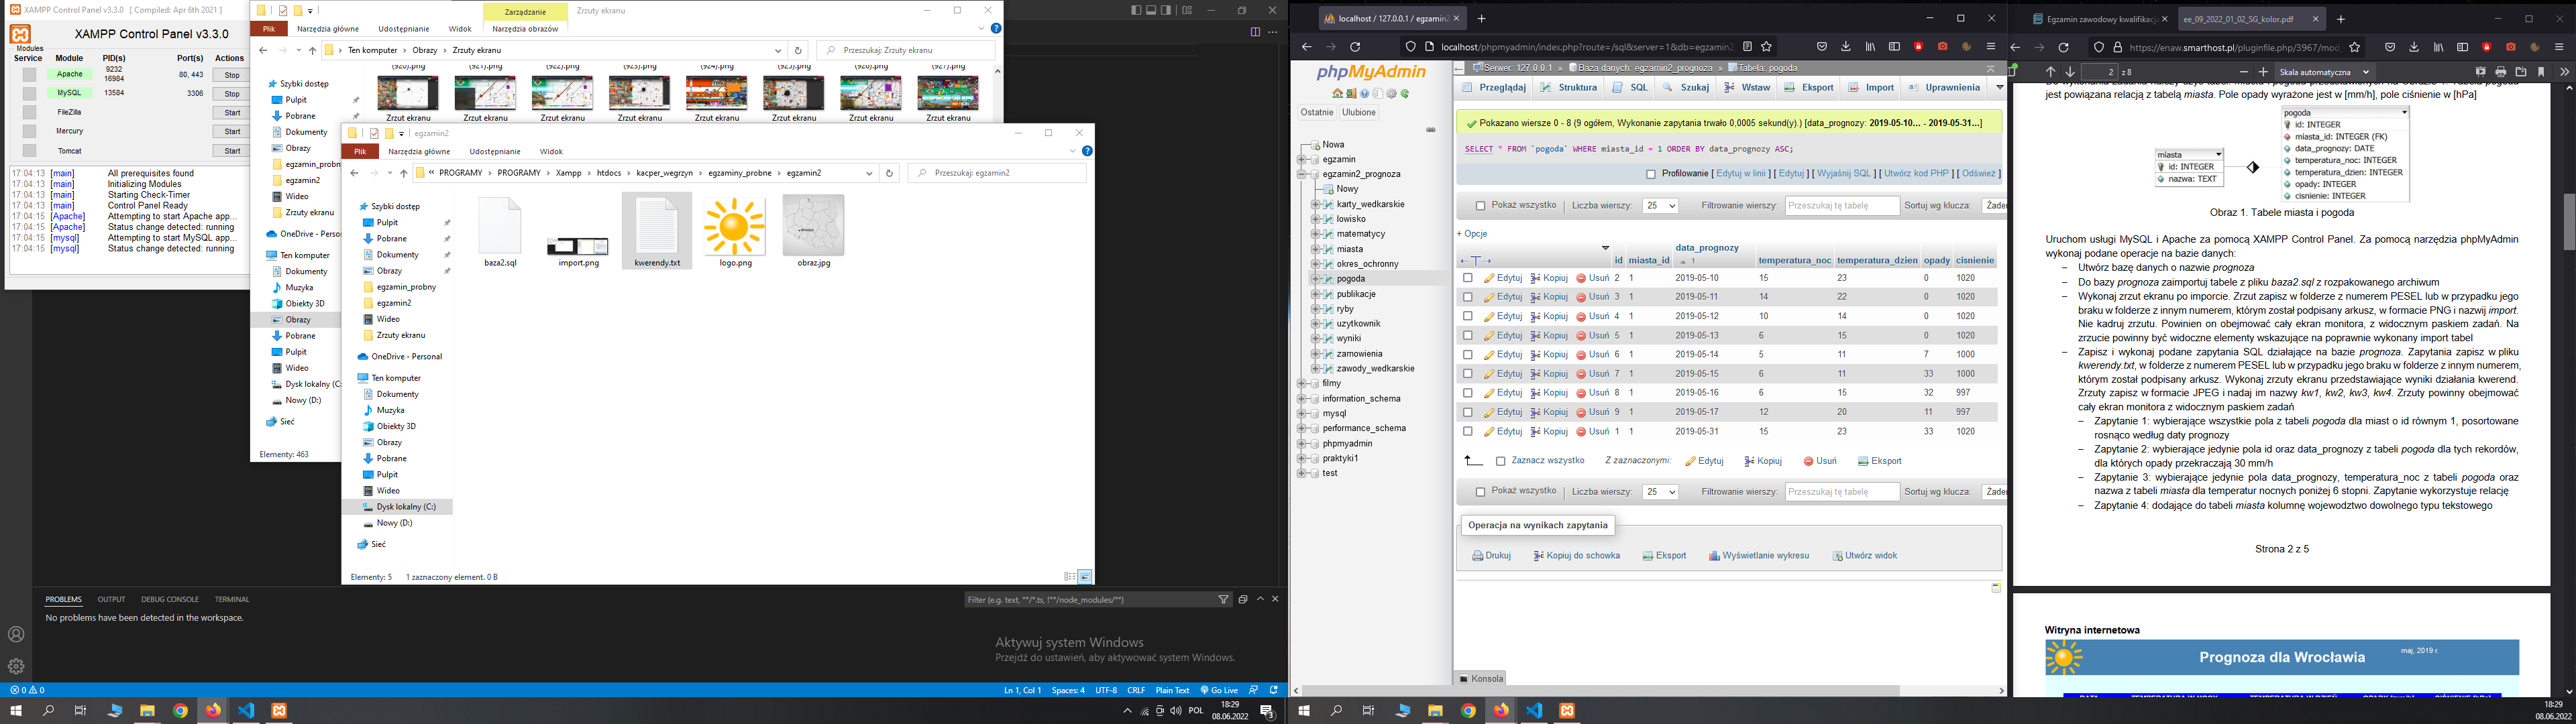 XAMPP Control Panel v3.3.0 [ Compiled: Apr 6th 2021 ]
XAMPP Control Panel v3.3.0
Modules
Service Module PID(s) Port(s) Actions
Apache 9232 16984 80, 443 Stop
MySQL 13584 3306 Stop
FileZilla Start
Mercury Start
Tomcat Start
17:04:13 [main] All prerequisites found
17:04:13 [main] Initializing Modules
17:04:13 [main] Starting Check-Timer
17:04:13 [main] Control Panel Ready
17:04:15 [Apache] Attempting to start Apache app...
17:04:15 [Apache] Status change detected: running
17:04:15 [mysql] Attempting to start MySQL app...
17:04:15 [mysql] Status change detected: running
Zarządzanie Zrzuty ekranu
Plik Narzędzia główne Udostępnianie Widok Narzędzia obrazów
Ten komputer › Obrazy › Zrzuty ekranu
Przeszukaj: Zrzuty ekranu
Szybki dostęp
Pulpit
Pobrane
Dokumenty
Obrazy
egzamin_probny
egzamin2
Wideo
Zrzuty ekranu
OneDrive - Person
Ten komputer
Dokumenty
Muzyka
Obiekty 3D
Obrazy
Pobrane
Pulpit
Wideo
Dysk lokalny (C:
Nowy (D:)
Sieć
Elementy: 463
(920).png (921).png (922).png (923).png (924).png (925).png (926).png (927).png
Zrzut ekranu Zrzut ekranu Zrzut ekranu Zrzut ekranu Zrzut ekranu Zrzut ekranu Zrzut ekranu Zrzut ekranu
egzamin2
Plik Narzędzia główne Udostępnianie Widok
« PROGRAMY › PROGRAMY › Xampp › htdocs › kacper_wegrzyn › egzaminy_probne › egzamin2
Przeszukaj: egzamin2
Szybki dostęp
Pulpit
Pobrane
Dokumenty
Obrazy
egzamin_probny
egzamin2
Wideo
Zrzuty ekranu
OneDrive - Personal
Ten komputer
Dokumenty
Muzyka
Obiekty 3D
Obrazy
Pobrane
Pulpit
Wideo
Dysk lokalny (C:)
Nowy (D:)
Sieć
baza2.sql import.png kwerendy.txt logo.png obraz.jpg
Elementy: 5 1 zaznaczony element. 0 B
PROBLEMS OUTPUT DEBUG CONSOLE TERMINAL
Filter (e.g. text, **/*.ts, !**/node_modules/**)
No problems have been detected in the workspace.
Aktywuj system Windows
Przejdź do ustawień, aby aktywować system Windows.
0 0
Ln 1, Col 1 Spaces: 4 UTF-8 CRLF Plain Text Go Live
POL 18:29
08.06.2022
3
localhost / 127.0.0.1 / egzamin2
localhost/phpmyadmin/index.php?route=/sql&server=1&db=egzamin2
phpMyAdmin
Ostatnie Ulubione
Nowa
egzamin
egzamin2_prognoza
Nowy
karty_wedkarskie
lowisko
matematycy
miasta
okres_ochronny
pogoda
publikacje
ryby
uzytkownik
wyniki
zamowienia
zawody_wedkarskie
filmy
information_schema
mysql
performance_schema
phpmyadmin
praktyki1
test
Serwer: 127.0.0.1 » Baza danych: egzamin2_prognoza » Tabela: pogoda
Przeglądaj Struktura SQL Szukaj Wstaw Eksport Import Uprawnienia
Pokazano wiersze 0 - 8 (9 ogółem, Wykonanie zapytania trwało 0,0005 sekund(y).) [data_prognozy: 2019-05-10... - 2019-05-31...]
SELECT * FROM `pogoda` WHERE miasta_id = 1 ORDER BY data_prognozy ASC;
Profilowanie [ Edytuj w linii ] [ Edytuj ] [ Wyjaśnij SQL ] [ Utwórz kod PHP ] [ Odśwież ]
Pokaż wszystko Liczba wierszy: 25 Filtrowanie wierszy: Przeszukaj tę tabelę Sortuj wg klucza: Żaden
+ Opcje
←T→ id miasta_id data_prognozy 1 temperatura_noc temperatura_dzien opady cisnienie
Edytuj Kopiuj Usuń 2 1 2019-05-10 15 23 0 1020
Edytuj Kopiuj Usuń 3 1 2019-05-11 14 22 0 1020
Edytuj Kopiuj Usuń 4 1 2019-05-12 10 14 0 1020
Edytuj Kopiuj Usuń 5 1 2019-05-13 6 15 0 1020
Edytuj Kopiuj Usuń 6 1 2019-05-14 5 11 7 1000
Edytuj Kopiuj Usuń 7 1 2019-05-15 6 11 33 1000
Edytuj Kopiuj Usuń 8 1 2019-05-16 6 15 32 997
Edytuj Kopiuj Usuń 9 1 2019-05-17 12 20 11 997
Edytuj Kopiuj Usuń 1 1 2019-05-31 15 23 33 1020
Zaznacz wszystko Z zaznaczonymi: Edytuj Kopiuj Usuń Eksport
Pokaż wszystko Liczba wierszy: 25 Filtrowanie wierszy: Przeszukaj tę tabelę Sortuj wg klucza: Żaden
Operacja na wynikach zapytania
Drukuj Kopiuj do schowka Eksport Wyświetlanie wykresu Utwórz widok
Konsola
Egzamin zawodowy kwalifikac ee_09_2022_01_02_SG_kolor.pdf
https://enaw.smarthost.pl/pluginfile.php/3967/mod
2 z 8 Skala automatyczna
jest powiązana relacją z tabelą miasta. Pole opady wyrażone jest w [mm/h], pole ciśnienie w [hPa]
miasta
id: INTEGER
nazwa: TEXT
pogoda
id: INTEGER
miasta_id: INTEGER (FK)
data_prognozy: DATE
temperatura_noc: INTEGER
temperatura_dzien: INTEGER
opady: INTEGER
cisnienie: INTEGER
Obraz 1. Tabele miasta i pogoda
Uruchom usługi MySQL i Apache za pomocą XAMPP Control Panel. Za pomocą narzędzia phpMyAdmin
wykonaj podane operacje na bazie danych:
− Utwórz bazę danych o nazwie prognoza
− Do bazy prognoza zaimportuj tabele z pliku baza2.sql z rozpakowanego archiwum
− Wykonaj zrzut ekranu po imporcie. Zrzut zapisz w folderze z numerem PESEL lub w przypadku jego
braku w folderze z innym numerem, którym został podpisany arkusz, w formacie PNG i nazwij import.
Nie kadruj zrzutu. Powinien on obejmować cały ekran monitora, z widocznym paskiem zadań. Na
zrzucie powinny być widoczne elementy wskazujące na poprawnie wykonany import tabel
− Zapisz i wykonaj podane zapytania SQL działające na bazie prognoza. Zapytania zapisz w pliku
kwerendy.txt, w folderze z numerem PESEL lub w przypadku jego braku w folderze z innym numerem,
którym został podpisany arkusz. Wykonaj zrzuty ekranu przedstawiające wyniki działania kwerend.
Zrzuty zapisz w formacie JPEG i nadaj im nazwy kw1, kw2, kw3, kw4. Zrzuty powinny obejmować
cały ekran monitora z widocznym paskiem zadań
− Zapytanie 1: wybierające wszystkie pola z tabeli pogoda dla miast o id równym 1, posortowane
rosnąco według daty prognozy
− Zapytanie 2: wybierające jedynie pola id oraz data_prognozy z tabeli pogoda dla tych rekordów,
dla których opady przekraczają 30 mm/h
− Zapytanie 3: wybierające jedynie pola data_prognozy, temperatura_noc z tabeli pogoda oraz
nazwa z tabeli miasta dla temperatur nocnych poniżej 6 stopni. Zapytanie wykorzystuje relację
− Zapytanie 4: dodające do tabeli miasta kolumnę wojewodztwo dowolnego typu tekstowego
Strona 2 z 5
Witryna internetowa
Prognoza dla Wrocławia
maj, 2019 r.
18:29
08.06.2022